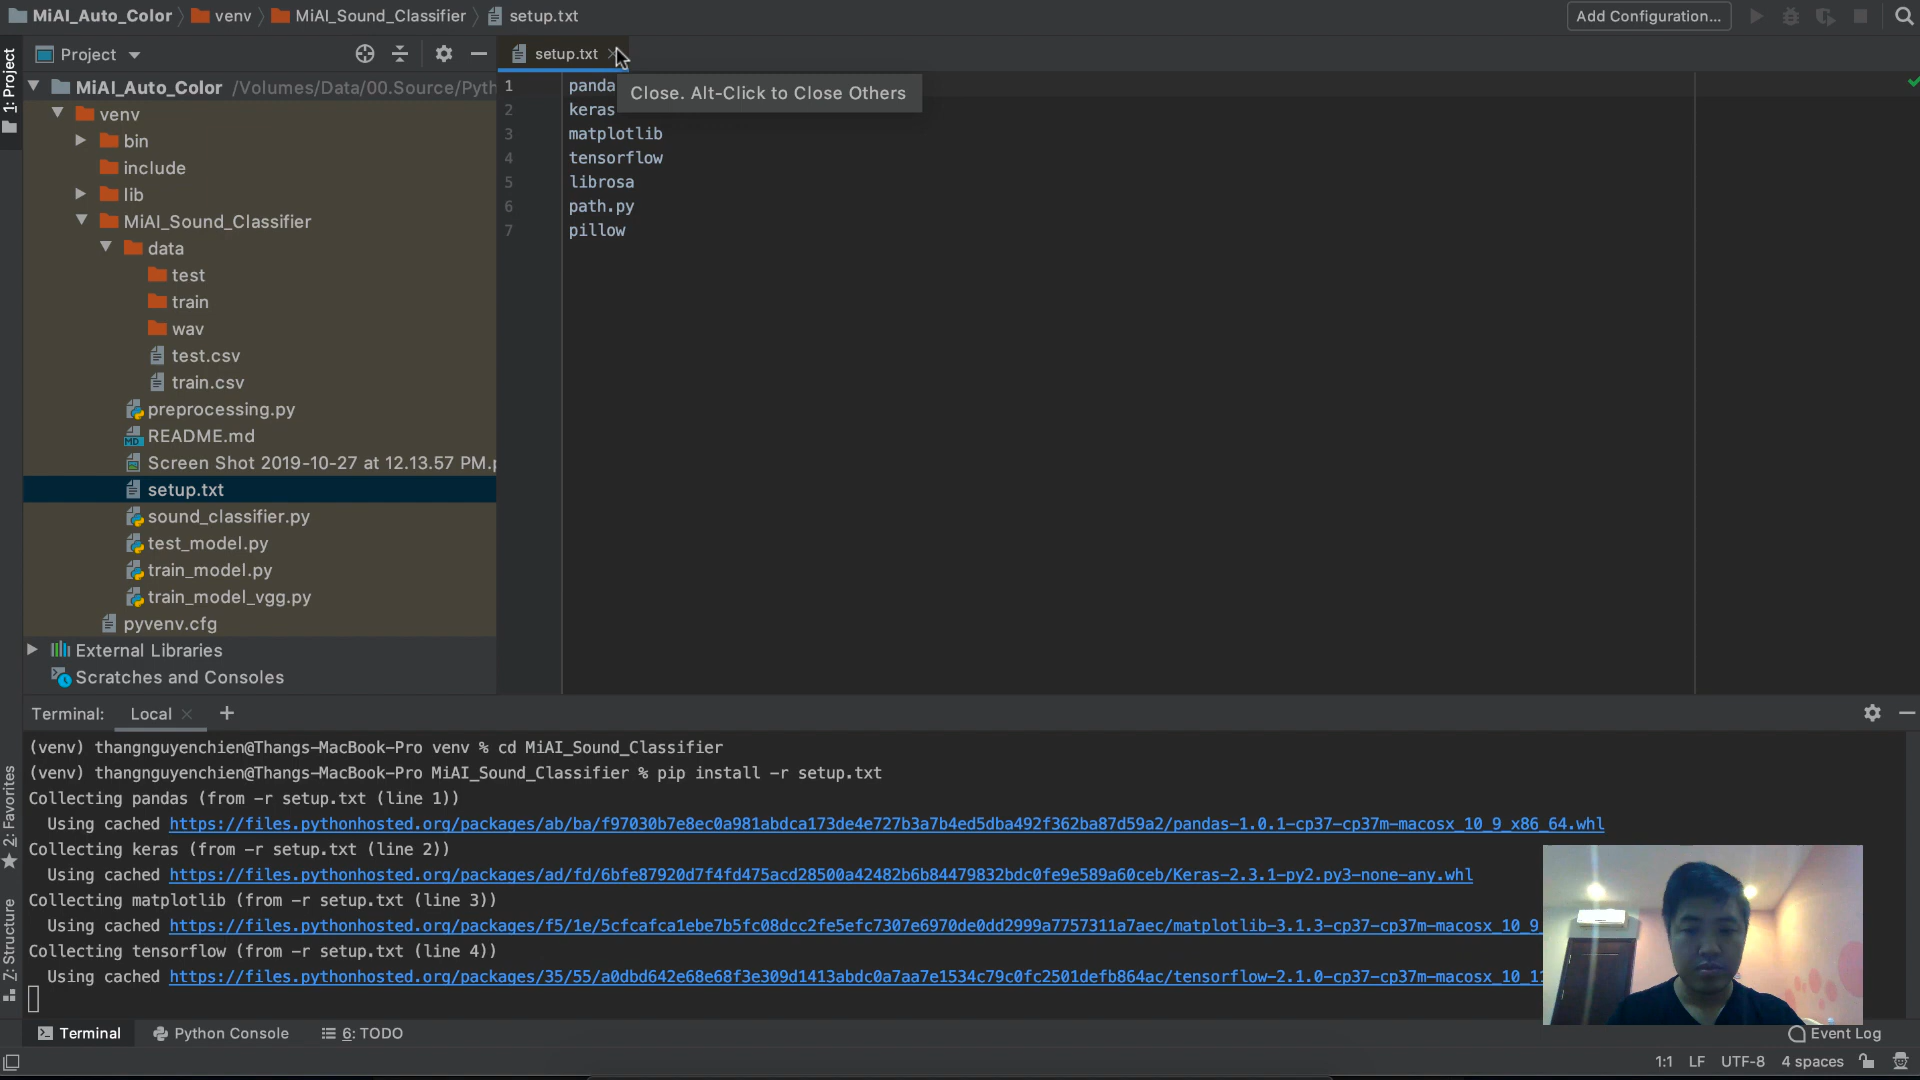 MiAI_Auto_Color
venv
MiAI_Sound_Classifier
setup.txt
Add Configuration...
1: Project
Project
setup.txt
Close. Alt-Click to Close Others
MiAI_Auto_Color /Volumes/Data/00.Source/Pyth
venv
bin
include
lib
MiAI_Sound_Classifier
data
test
train
wav
test.csv
train.csv
preprocessing.py
README.md
Screen Shot 2019-10-27 at 12.13.57 PM.p
setup.txt
sound_classifier.py
test_model.py
train_model.py
train_model_vgg.py
pyvenv.cfg
External Libraries
Scratches and Consoles
1 panda
2 keras
3 matplotlib
4 tensorflow
5 librosa
6 path.py
7 pillow
Terminal: Local
(venv) thangnguyenchien@Thangs-MacBook-Pro venv % cd MiAI_Sound_Classifier
(venv) thangnguyenchien@Thangs-MacBook-Pro MiAI_Sound_Classifier % pip install -r setup.txt
Collecting pandas (from -r setup.txt (line 1))
Using cached https://files.pythonhosted.org/packages/ab/ba/f97030b7e8ec0a981abdca173de4e727b3a7b4ed5dba492f362ba87d59a2/pandas-1.0.1-cp37-cp37m-macosx_10_9_x86_64.whl
Collecting keras (from -r setup.txt (line 2))
Using cached https://files.pythonhosted.org/packages/ad/fd/6bfe87920d7f4fd475acd28500a42482b6b84479832bdc0fe9e589a60ceb/Keras-2.3.1-py2.py3-none-any.whl
Collecting matplotlib (from -r setup.txt (line 3))
Using cached https://files.pythonhosted.org/packages/f5/1e/5cfcafca1ebe7b5fc08dcc2fe5efc7307e6970de0dd2999a7757311a7aec/matplotlib-3.1.3-cp37-cp37m-macosx_10_9
Collecting tensorflow (from -r setup.txt (line 4))
Using cached https://files.pythonhosted.org/packages/35/55/a0dbd642e68e68f3e309d1413abdc0a7aa7e1534c79c0fc2501defb864ac/tensorflow-2.1.0-cp37-cp37m-macosx_10_11
2: Favorites
7: Structure
Terminal
Python Console
6: TODO
Event Log
1:1 LF UTF-8 4 spaces